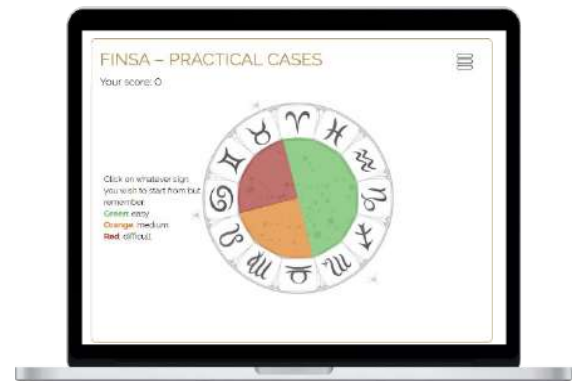 FINSA – PRACTICAL CASES
Your score: 0
Click on whatever sign
you wish to start from but
remember:
Green: easy
Orange: medium
Red: difficult